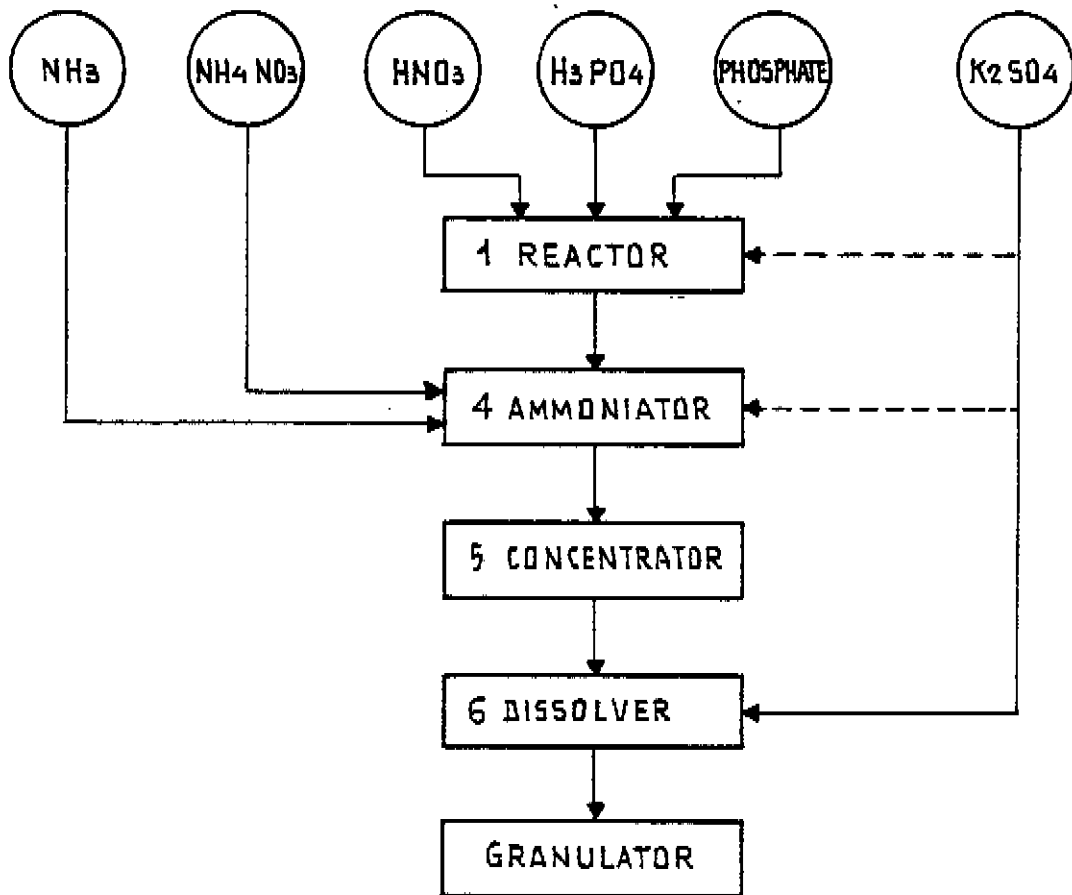 NH3
NH4 NO3
HNO3
H3 PO4
PHOSPHATE
K2 SO4
1 REACTOR
4 AMMONIATOR
5 CONCENTRATOR
6 DISSOLVER
GRANULATOR